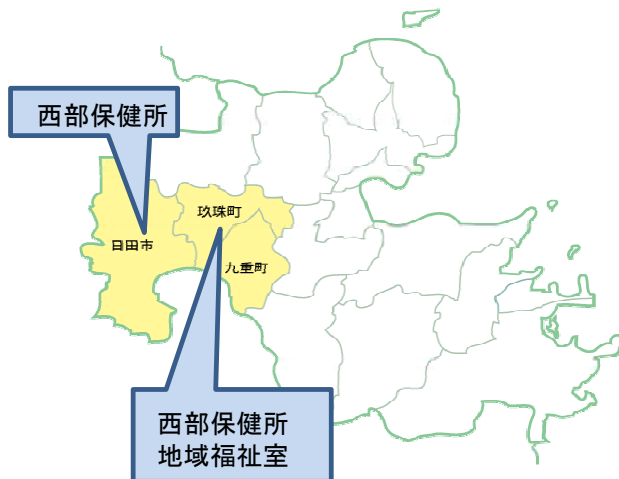 西部保健所
玖珠町
日田市
九重町
西部保健所
地域福祉室